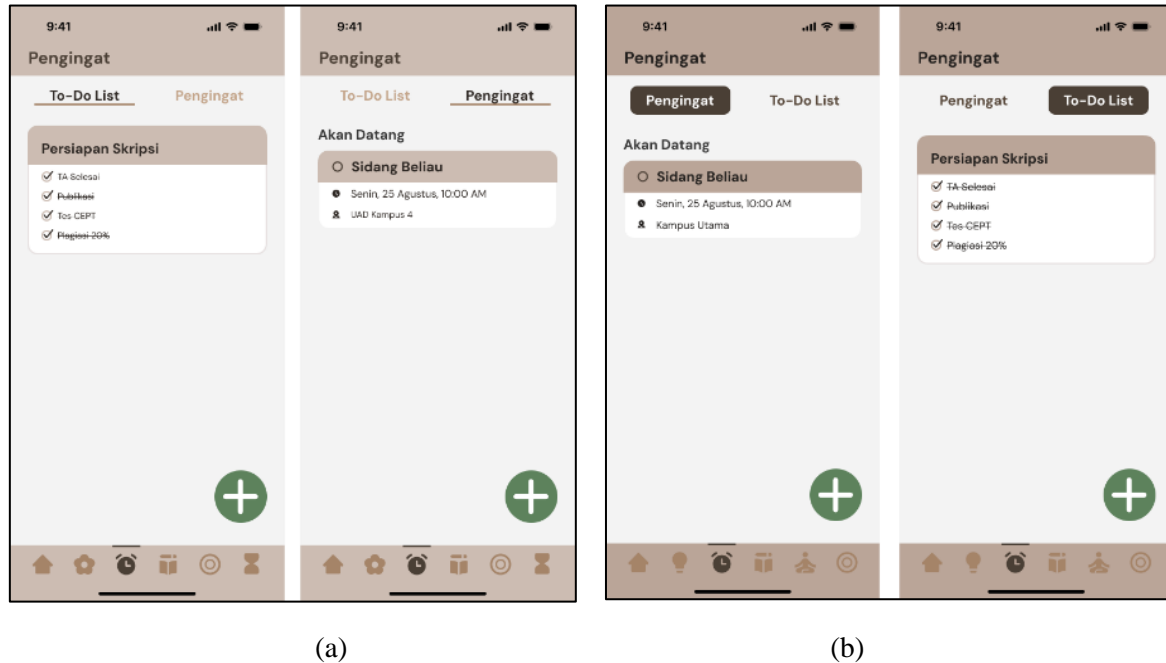 9:41
Pengingat
To-Do List Pengingat
Persiapan Skripsi
TA Selesai
Publikasi
Tes CEPT
Plagiasi 20%
9:41
Pengingat
To-Do List Pengingat
Akan Datang
Sidang Beliau
Senin, 25 Agustus, 10:00 AM
UAD Kampus 4
(a)
9:41
Pengingat
Pengingat To-Do List
Akan Datang
Sidang Beliau
Senin, 25 Agustus, 10:00 AM
Kampus Utama
9:41
Pengingat
Pengingat To-Do List
Persiapan Skripsi
TA Selesai
Publikasi
Tes CEPT
Plagiasi 20%
(b)